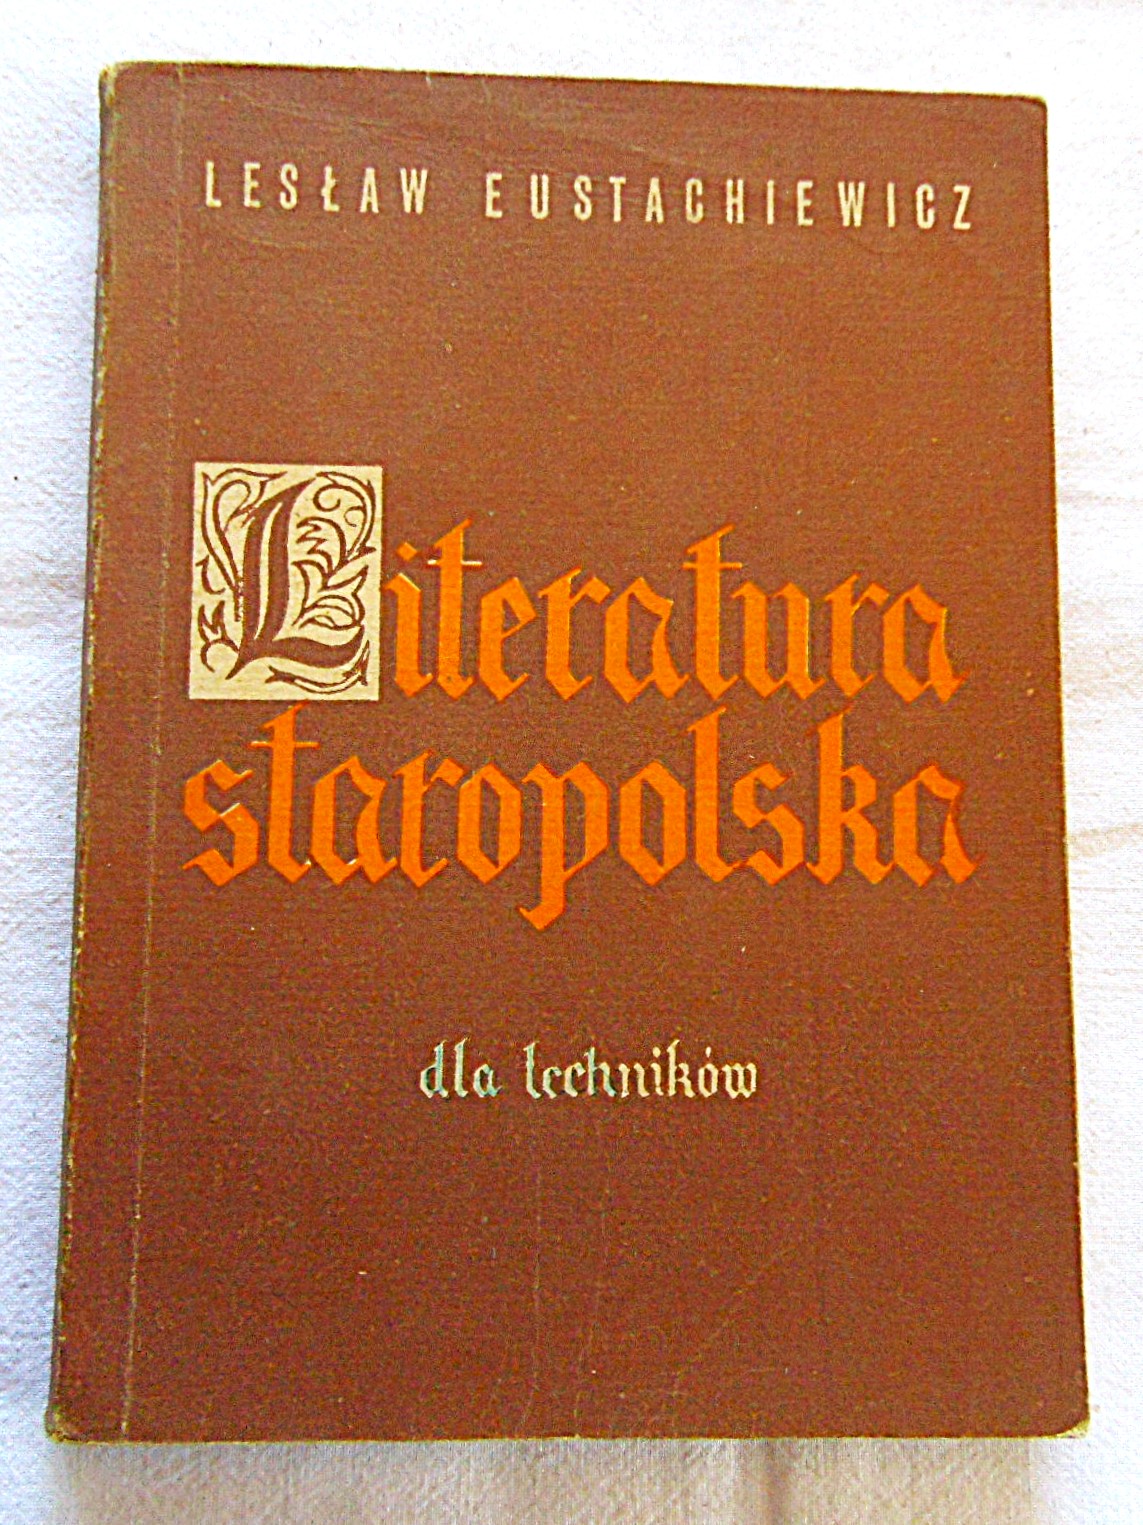 LESŁAW EUSTACHIEWICZ
Literatura
staropolska
dla techników